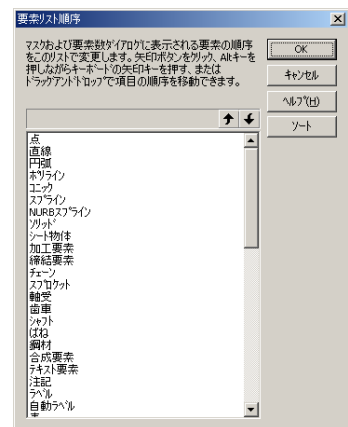 要素ﾘｽﾄ順序
ﾏｽｸおよび要素数ﾀﾞｲｱﾛｸﾞに表示される要素の順序
をこのﾘｽﾄで変更します。矢印ﾎﾞﾀﾝをｸﾘｯｸ、Altキーを
押しながらキーボードの矢印キーを押す、または
ﾄﾞﾗｯｸﾞｱﾝﾄﾞﾄﾞﾛｯﾌﾟで項目の順序を移動できます。
OK
ｷｬﾝｾﾙ
ﾍﾙﾌﾟ(H)
ｿｰﾄ
点
直線
円弧
ﾎﾟﾘﾗｲﾝ
ｺﾆｯｸ
ｽﾌﾟﾗｲﾝ
NURBｽﾌﾟﾗｲﾝ
ｿﾘｯﾄﾞ
ｼｰﾄ物体
加工要素
締結要素
ﾁｪｰﾝ
ｽﾌﾟﾛｹｯﾄ
軸受
歯車
ｼｬﾌﾄ
ばね
鋼材
合成要素
ﾃｷｽﾄ要素
注記
ﾗﾍﾞﾙ
自動ﾗﾍﾞﾙ